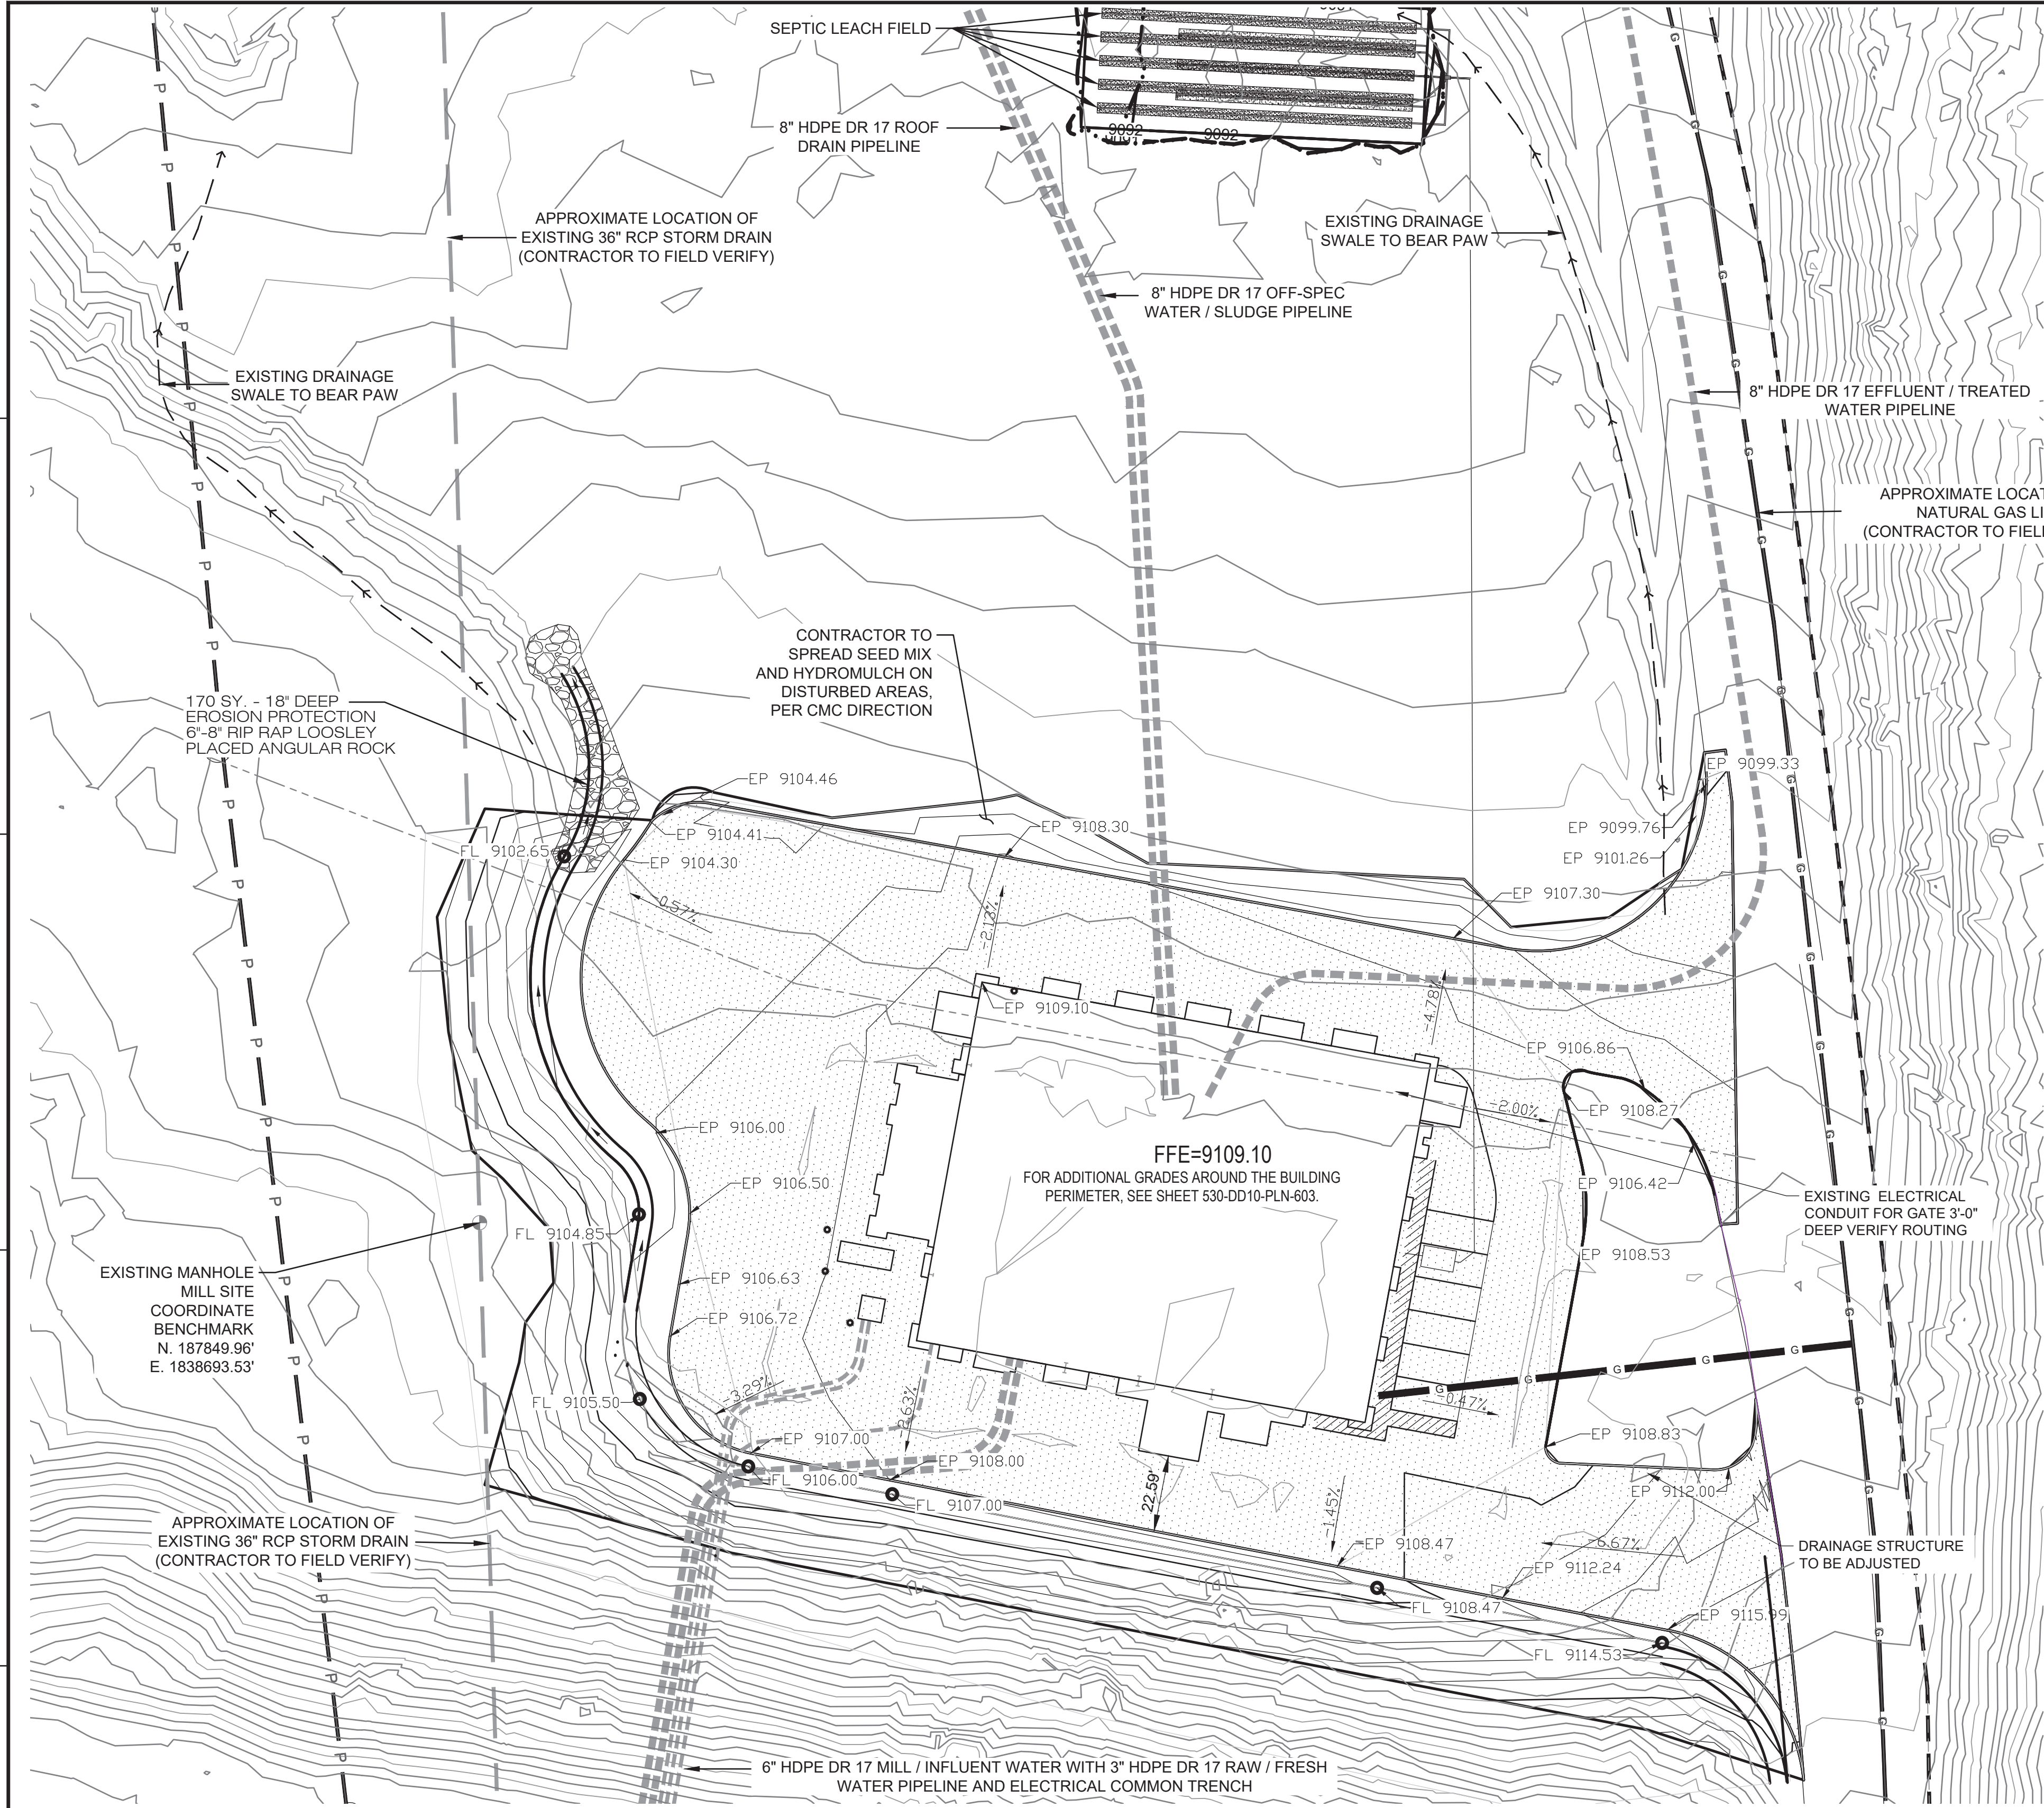 SEPTIC LEACH FIELD
8" HDPE DR 17 ROOF
DRAIN PIPELINE
9092
9092
APPROXIMATE LOCATION OF
EXISTING 36" RCP STORM DRAIN
(CONTRACTOR TO FIELD VERIFY)
EXISTING DRAINAGE
SWALE TO BEAR PAW
8" HDPE DR 17 OFF-SPEC
WATER / SLUDGE PIPELINE
EXISTING DRAINAGE
SWALE TO BEAR PAW
8" HDPE DR 17 EFFLUENT / TREATED
WATER PIPELINE
APPROXIMATE LOCAT
NATURAL GAS LI
(CONTRACTOR TO FIEL
CONTRACTOR TO
SPREAD SEED MIX
AND HYDROMULCH ON
DISTURBED AREAS,
PER CMC DIRECTION
170 SY. - 18" DEEP
EROSION PROTECTION
6"-8" RIP RAP LOOSLEY
PLACED ANGULAR ROCK
EP 9104.46
EP 9099.33
EP 9104.41
EP 9108.30
EP 9099.76
FL 9102.65
EP 9104.30
EP 9101.26
EP 9107.30
-0.57%
-2.13%
-4.78%
EP 9109.10
EP 9106.86
-2.00%
EP 9108.27
EP 9106.00
FFE=9109.10
FOR ADDITIONAL GRADES AROUND THE BUILDING
PERIMETER, SEE SHEET 530-DD10-PLN-603.
EP 9106.50
EP 9106.42
EXISTING ELECTRICAL
CONDUIT FOR GATE 3'-0"
DEEP VERIFY ROUTING
FL 9104.85
EP 9108.53
EXISTING MANHOLE
MILL SITE
COORDINATE
BENCHMARK
N. 187849.96'
E. 1838693.53'
EP 9106.63
EP 9106.72
G G G G
-3.29%
-2.63%
-0.47%
FL 9105.50
EP 9107.00
EP 9108.83
EP 9108.00
FL 9106.00
EP 9112.00
FL 9107.00
22.59'
-1.45%
APPROXIMATE LOCATION OF
EXISTING 36" RCP STORM DRAIN
(CONTRACTOR TO FIELD VERIFY)
EP 9108.47
-6.67%
DRAINAGE STRUCTURE
TO BE ADJUSTED
EP 9112.24
FL 9108.47
EP 9115.99
FL 9114.53
6" HDPE DR 17 MILL / INFLUENT WATER WITH 3" HDPE DR 17 RAW / FRESH
WATER PIPELINE AND ELECTRICAL COMMON TRENCH